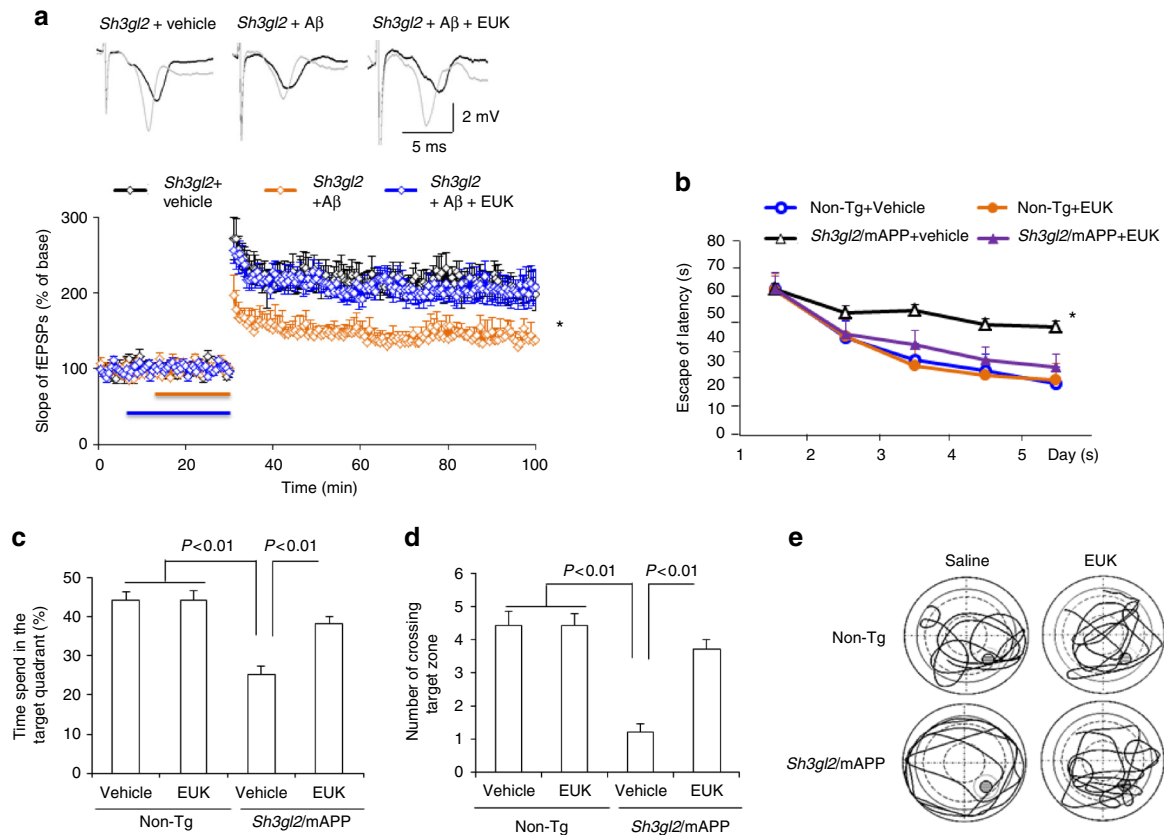 a
Sh3gl2 + vehicle
Sh3gl2 + Aβ
Sh3gl2 + Aβ + EUK
2 mV
5 ms
Sh3gl2+
vehicle
Sh3gl2
+Aβ
Sh3gl2
+ Aβ + EUK
Slope of fEPSPs (% of base)
300
200
100
0
*
0
20
40
60
80
100
Time (min)
b
Non-Tg+Vehicle
Non-Tg+EUK
Sh3gl2/mAPP+vehicle
Sh3gl2/mAPP+EUK
Escape of latency (s)
80
70
60
50
40
30
20
10
0
*
1
2
3
4
5
Day (s)
c
P<0.01
P<0.01
Time spend in the
target quadrant (%)
50
40
30
20
10
0
Vehicle
EUK
Vehicle
EUK
Non-Tg
Sh3gl2/mAPP
d
P<0.01
P<0.01
Number of crossing
target zone
6
5
4
3
2
1
0
Vehicle
EUK
Vehicle
EUK
Non-Tg
Sh3gl2/mAPP
e
Saline
EUK
Non-Tg
Sh3gl2/mAPP